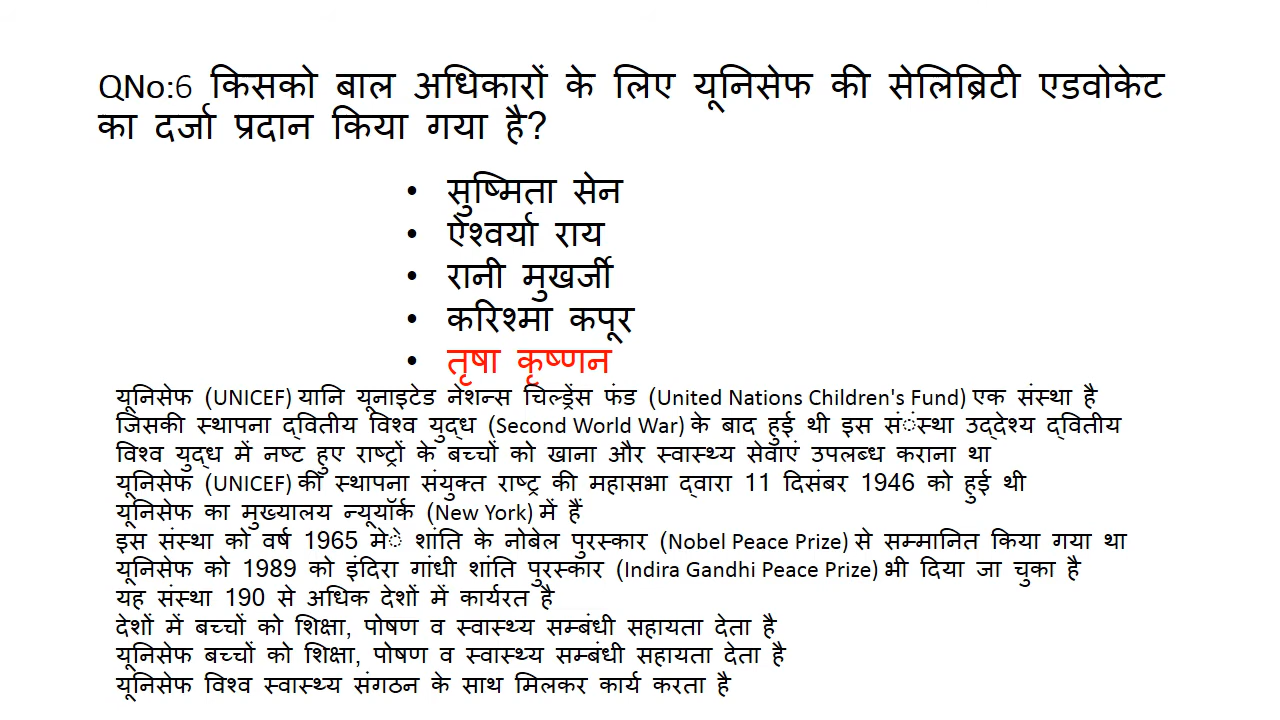 QNo:6 किसको बाल अधिकारों के लिए यूनिसेफ की सेलिब्रिटी एडवोकेट
का दर्जा प्रदान किया गया है?
• सुष्मिता सेन
• ऐश्वर्या राय
• रानी मुखर्जी
• करिश्मा कपूर
• तृषा कृष्णन
यूनिसेफ (UNICEF) यानि यूनाइटेड नेशन्स चिल्ड्रेंस फंड (United Nations Children's Fund) एक संस्था है
जिसकी स्थापना द्वितीय विश्व युद्ध (Second World War) के बाद हुई थी इस संंस्था उद्देश्य द्वितीय
विश्व युद्ध में नष्ट हुए राष्ट्रों के बच्चों को खाना और स्वास्थ्य सेवाएं उपलब्ध कराना था
यूनिसेफ (UNICEF) की स्थापना संयुक्त राष्ट्र की महासभा द्वारा 11 दिसंबर 1946 को हुई थी
यूनिसेफ का मुख्यालय न्यूयॉर्क (New York) में हैं
इस संस्था को वर्ष 1965 मेे शांति के नोबेल पुरस्कार (Nobel Peace Prize) से सम्मानित किया गया था
यूनिसेफ को 1989 को इंदिरा गांधी शांति पुरस्कार (Indira Gandhi Peace Prize) भी दिया जा चुका है
यह संस्था 190 से अधिक देशों में कार्यरत है
देशों में बच्चों को शिक्षा, पोषण व स्वास्थ्य सम्बंधी सहायता देता है
यूनिसेफ बच्चों को शिक्षा, पोषण व स्वास्थ्य सम्बंधी सहायता देता है
यूनिसेफ विश्व स्वास्थ्य संगठन के साथ मिलकर कार्य करता है